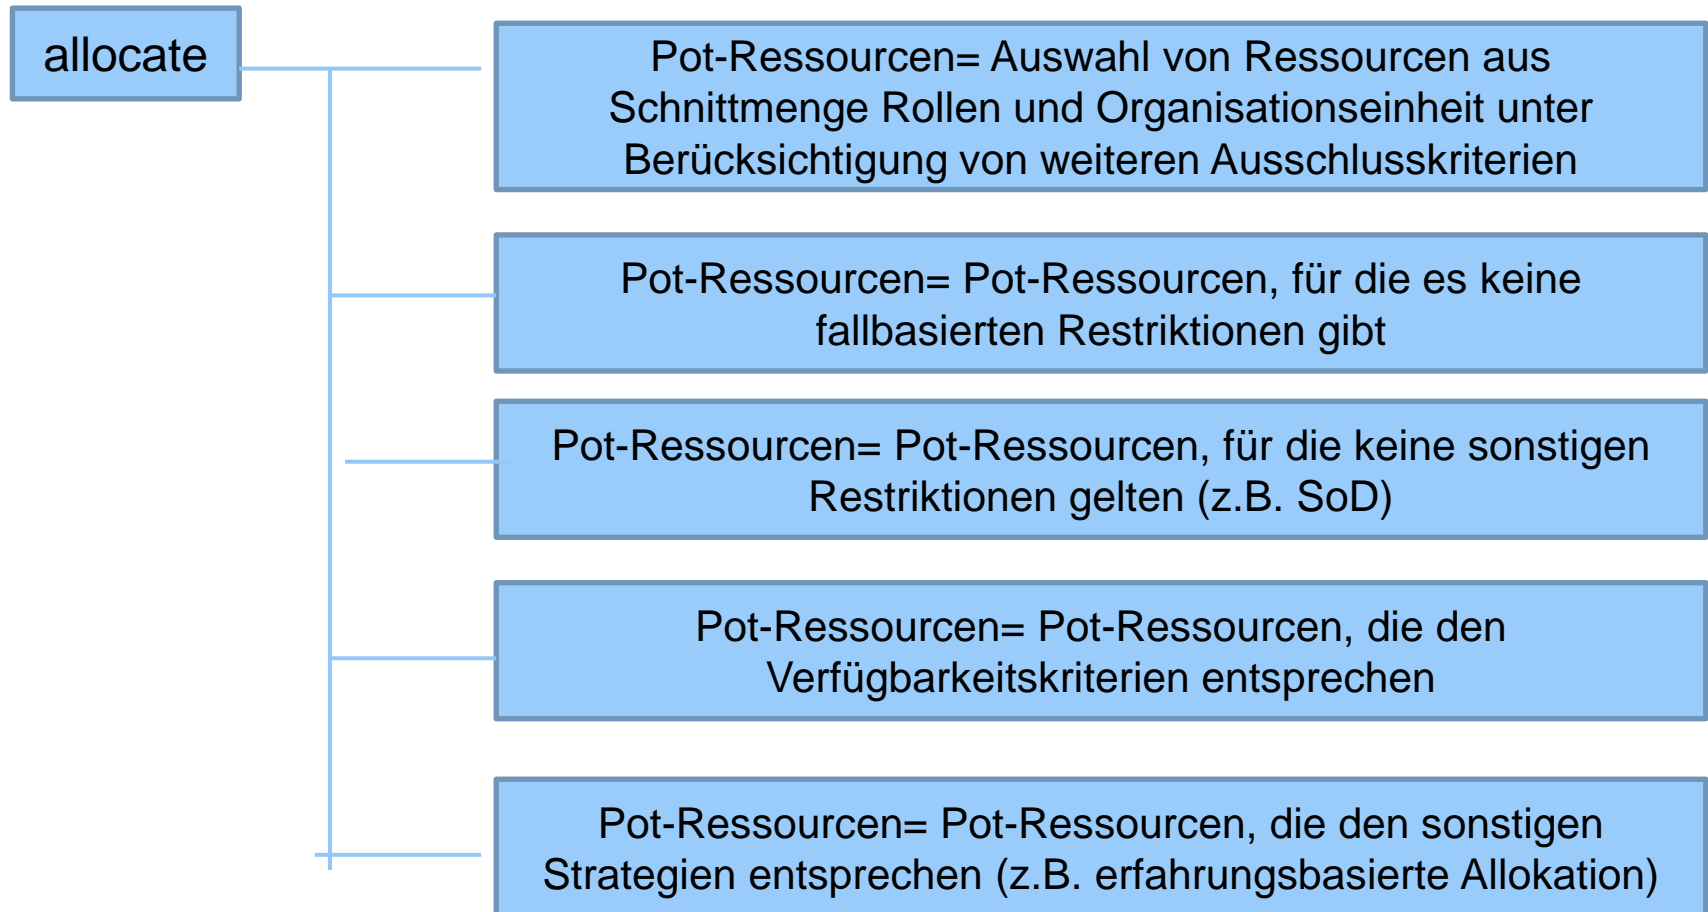 allocate
Pot-Ressourcen= Auswahl von Ressourcen aus
Schnittmenge Rollen und Organisationseinheit unter
Berücksichtigung von weiteren Ausschlusskriterien
Pot-Ressourcen= Pot-Ressourcen, für die es keine
fallbasierten Restriktionen gibt
Pot-Ressourcen= Pot-Ressourcen, für die keine sonstigen
Restriktionen gelten (z.B. SoD)
Pot-Ressourcen= Pot-Ressourcen, die den
Verfügbarkeitskriterien entsprechen
Pot-Ressourcen= Pot-Ressourcen, die den sonstigen
Strategien entsprechen (z.B. erfahrungsbasierte Allokation)